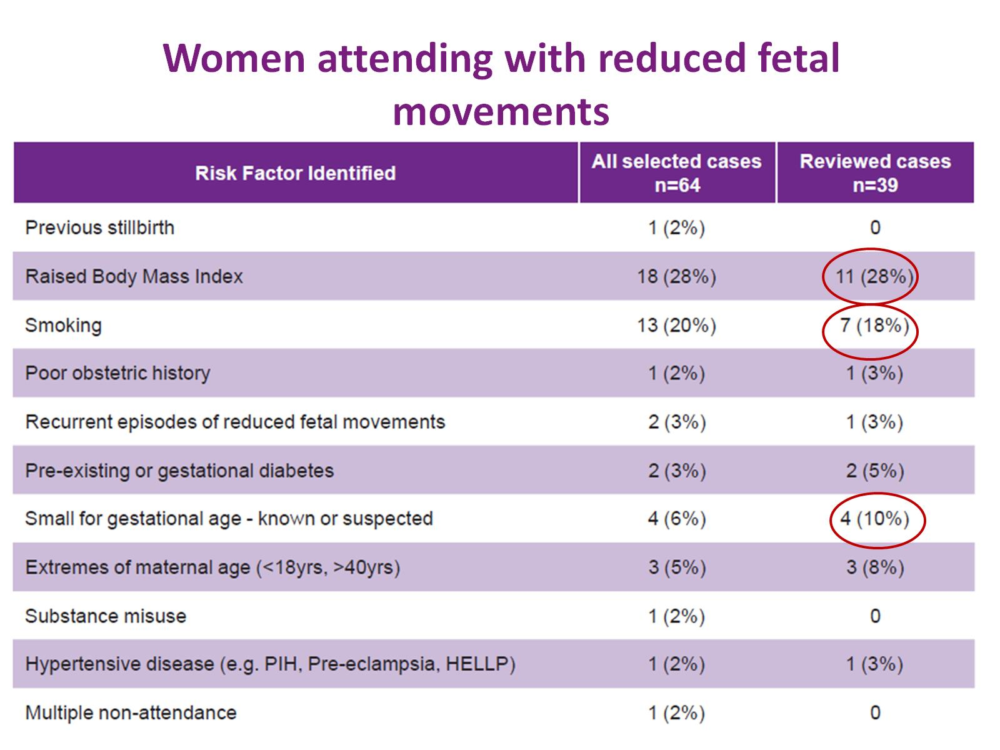 Women attending with reduced fetal
movements
Risk Factor Identified All selected cases n=64 Reviewed cases n=39
Previous stillbirth 1 (2%) 0
Raised Body Mass Index 18 (28%) 11 (28%)
Smoking 13 (20%) 7 (18%)
Poor obstetric history 1 (2%) 1 (3%)
Recurrent episodes of reduced fetal movements 2 (3%) 1 (3%)
Pre-existing or gestational diabetes 2 (3%) 2 (5%)
Small for gestational age - known or suspected 4 (6%) 4 (10%)
Extremes of maternal age (<18yrs, >40yrs) 3 (5%) 3 (8%)
Substance misuse 1 (2%) 0
Hypertensive disease (e.g. PIH, Pre-eclampsia, HELLP) 1 (2%) 1 (3%)
Multiple non-attendance 1 (2%) 0